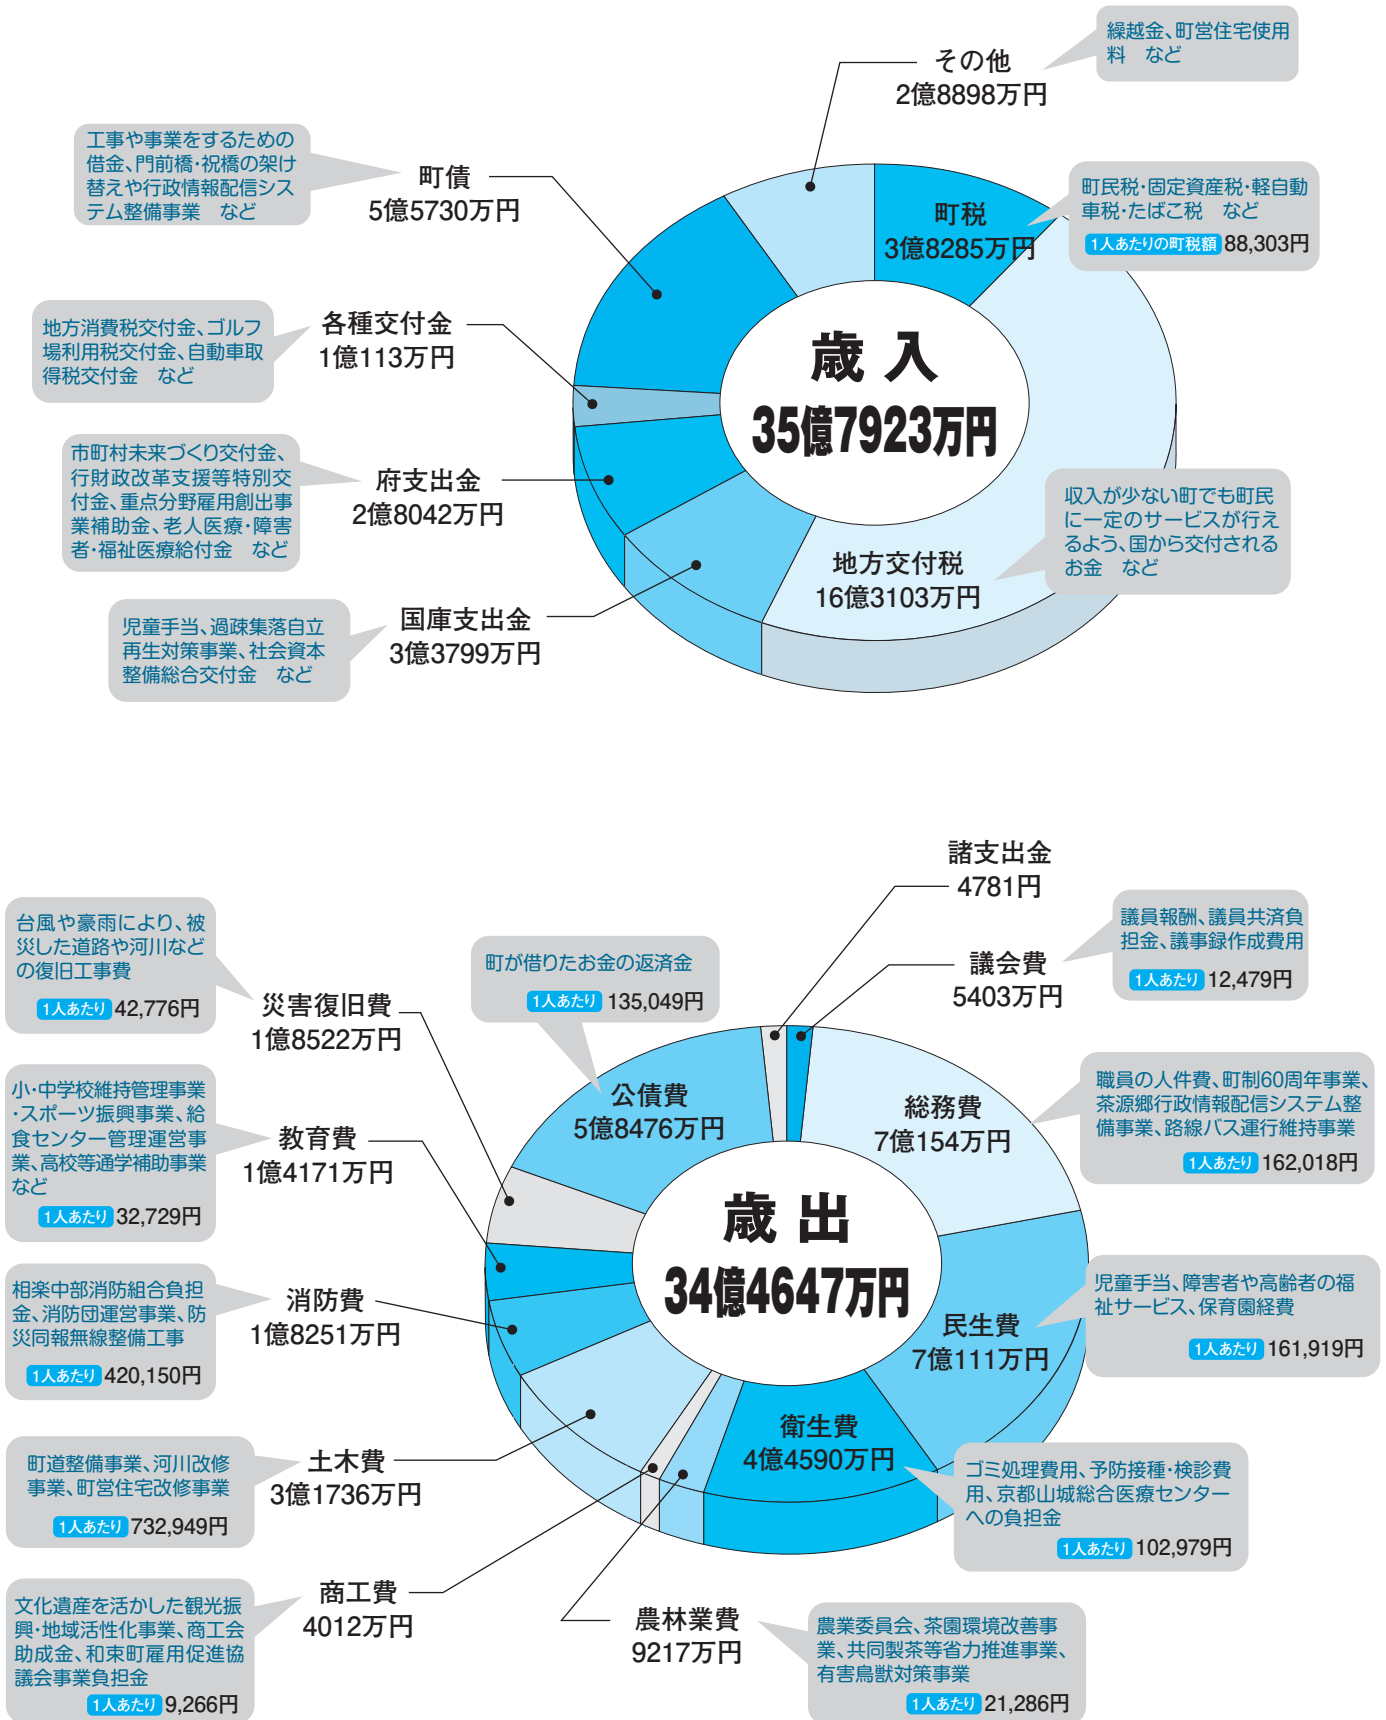 繰越金、町営住宅使用
料　など
その他
2億8898万円
工事や事業をするための
借金、門前橋・祝橋の架け
替えや行政情報配信シス
テム整備事業　など
町債
5億5730万円
町税
3億8285万円
町民税・固定資産税・軽自動
車税・たばこ税　など
1人あたりの町税額 88,303円
地方消費税交付金、ゴルフ
場利用税交付金、自動車取
得税交付金　など
各種交付金
1億113万円
歳入
35億7923万円
市町村未来づくり交付金、
行財政改革支援等特別交
付金、重点分野雇用創出事
業補助金、老人医療・障害
者・福祉医療給付金　など
府支出金
2億8042万円
収入が少ない町でも町民
に一定のサービスが行え
るよう、国から交付される
お金　など
地方交付税
16億3103万円
児童手当、過疎集落自立
再生対策事業、社会資本
整備総合交付金　など
国庫支出金
3億3799万円
諸支出金
4781円
議会費
5403万円
議員報酬、議員共済負
担金、議事録作成費用
1人あたり 12,479円
台風や豪雨により、被
災した道路や河川など
の復旧工事費
1人あたり 42,776円
災害復旧費
1億8522万円
町が借りたお金の返済金
1人あたり 135,049円
公債費
5億8476万円
総務費
7億154万円
職員の人件費、町制60周年事業、
茶源郷行政情報配信システム整
備事業、路線バス運行維持事業
1人あたり 162,018円
小・中学校維持管理事業
・スポーツ振興事業、給
食センター管理運営事
業、高校等通学補助事業
など
1人あたり 32,729円
教育費
1億4171万円
歳出
34億4647万円
相楽中部消防組合負担
金、消防団運営事業、防
災同報無線整備工事
1人あたり 420,150円
消防費
1億8251万円
民生費
7億111万円
児童手当、障害者や高齢者の福
祉サービス、保育園経費
1人あたり 161,919円
衛生費
4億4590万円
ゴミ処理費用、予防接種・検診費
用、京都山城総合医療センター
への負担金
1人あたり 102,979円
町道整備事業、河川改修
事業、町営住宅改修事業
1人あたり 732,949円
土木費
3億1736万円
文化遺産を活かした観光振
興・地域活性化事業、商工会
助成金、和束町雇用促進協
議会事業負担金
1人あたり 9,266円
商工費
4012万円
農林業費
9217万円
農業委員会、茶園環境改善事
業、共同製茶等省力推進事業、
有害鳥獣対策事業
1人あたり 21,286円